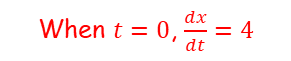 When t = 0, dx/dt = 4